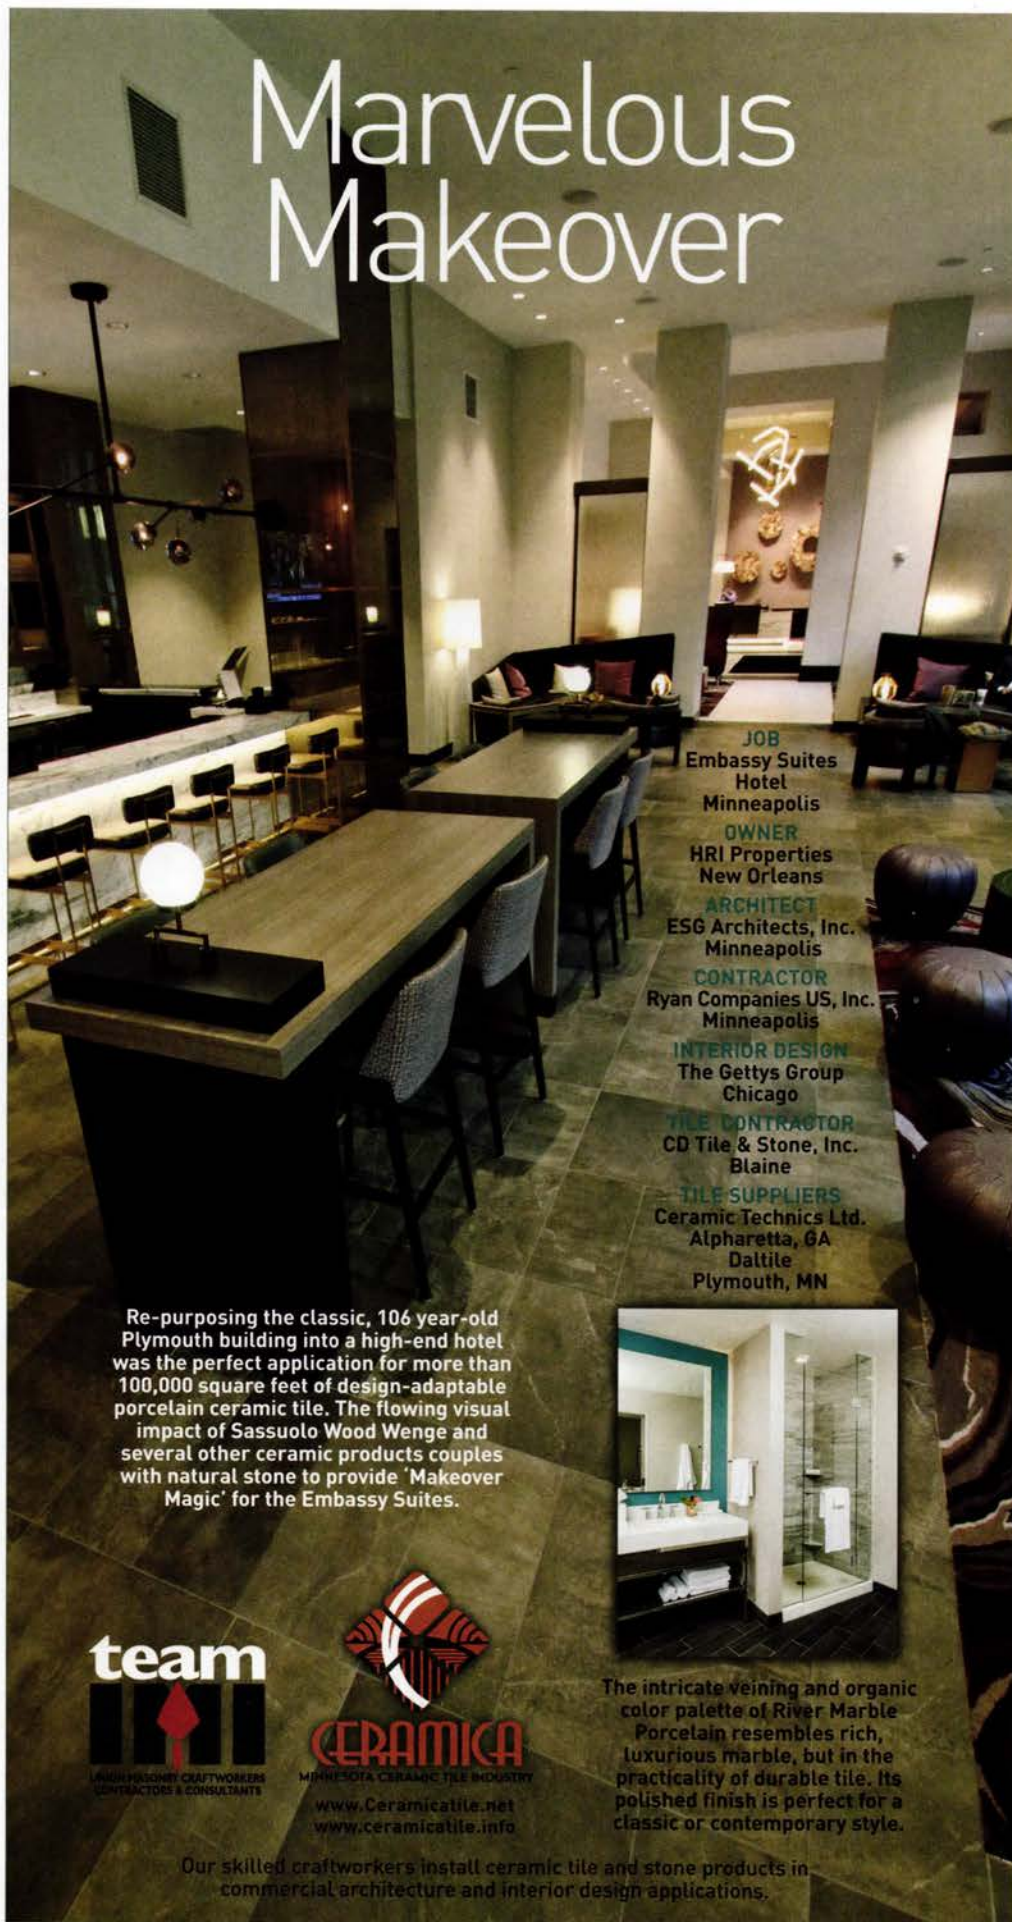 Marvelous
Makeover
JOB
Embassy Suites
Hotel
Minneapolis
OWNER
HRI Properties
New Orleans
ARCHITECT
ESG Architects, Inc.
Minneapolis
CONTRACTOR
Ryan Companies US, Inc.
Minneapolis
INTERIOR DESIGN
The Gettys Group
Chicago
TILE CONTRACTOR
CD Tile & Stone, Inc.
Blaine
TILE SUPPLIERS
Ceramic Technics Ltd.
Alpharetta, GA
Daltile
Plymouth, MN
Re-purposing the classic, 106 year-old
Plymouth building into a high-end hotel
was the perfect application for more than
100,000 square feet of design-adaptable
porcelain ceramic tile. The flowing visual
impact of Sassuolo Wood Wenge and
several other ceramic products couples
with natural stone to provide 'Makeover
Magic' for the Embassy Suites.
team
UNION MASONRY CRAFTWORKERS
CONTRACTORS & CONSULTANTS
CERAMICA
MINNESOTA CERAMIC TILE INDUSTRY
www.Ceramicatile.net
www.ceramicatile.info
The intricate veining and organic
color palette of River Marble
Porcelain resembles rich,
luxurious marble, but in the
practicality of durable tile. Its
polished finish is perfect for a
classic or contemporary style.
Our skilled craftworkers install ceramic tile and stone products in
commercial architecture and interior design applications.